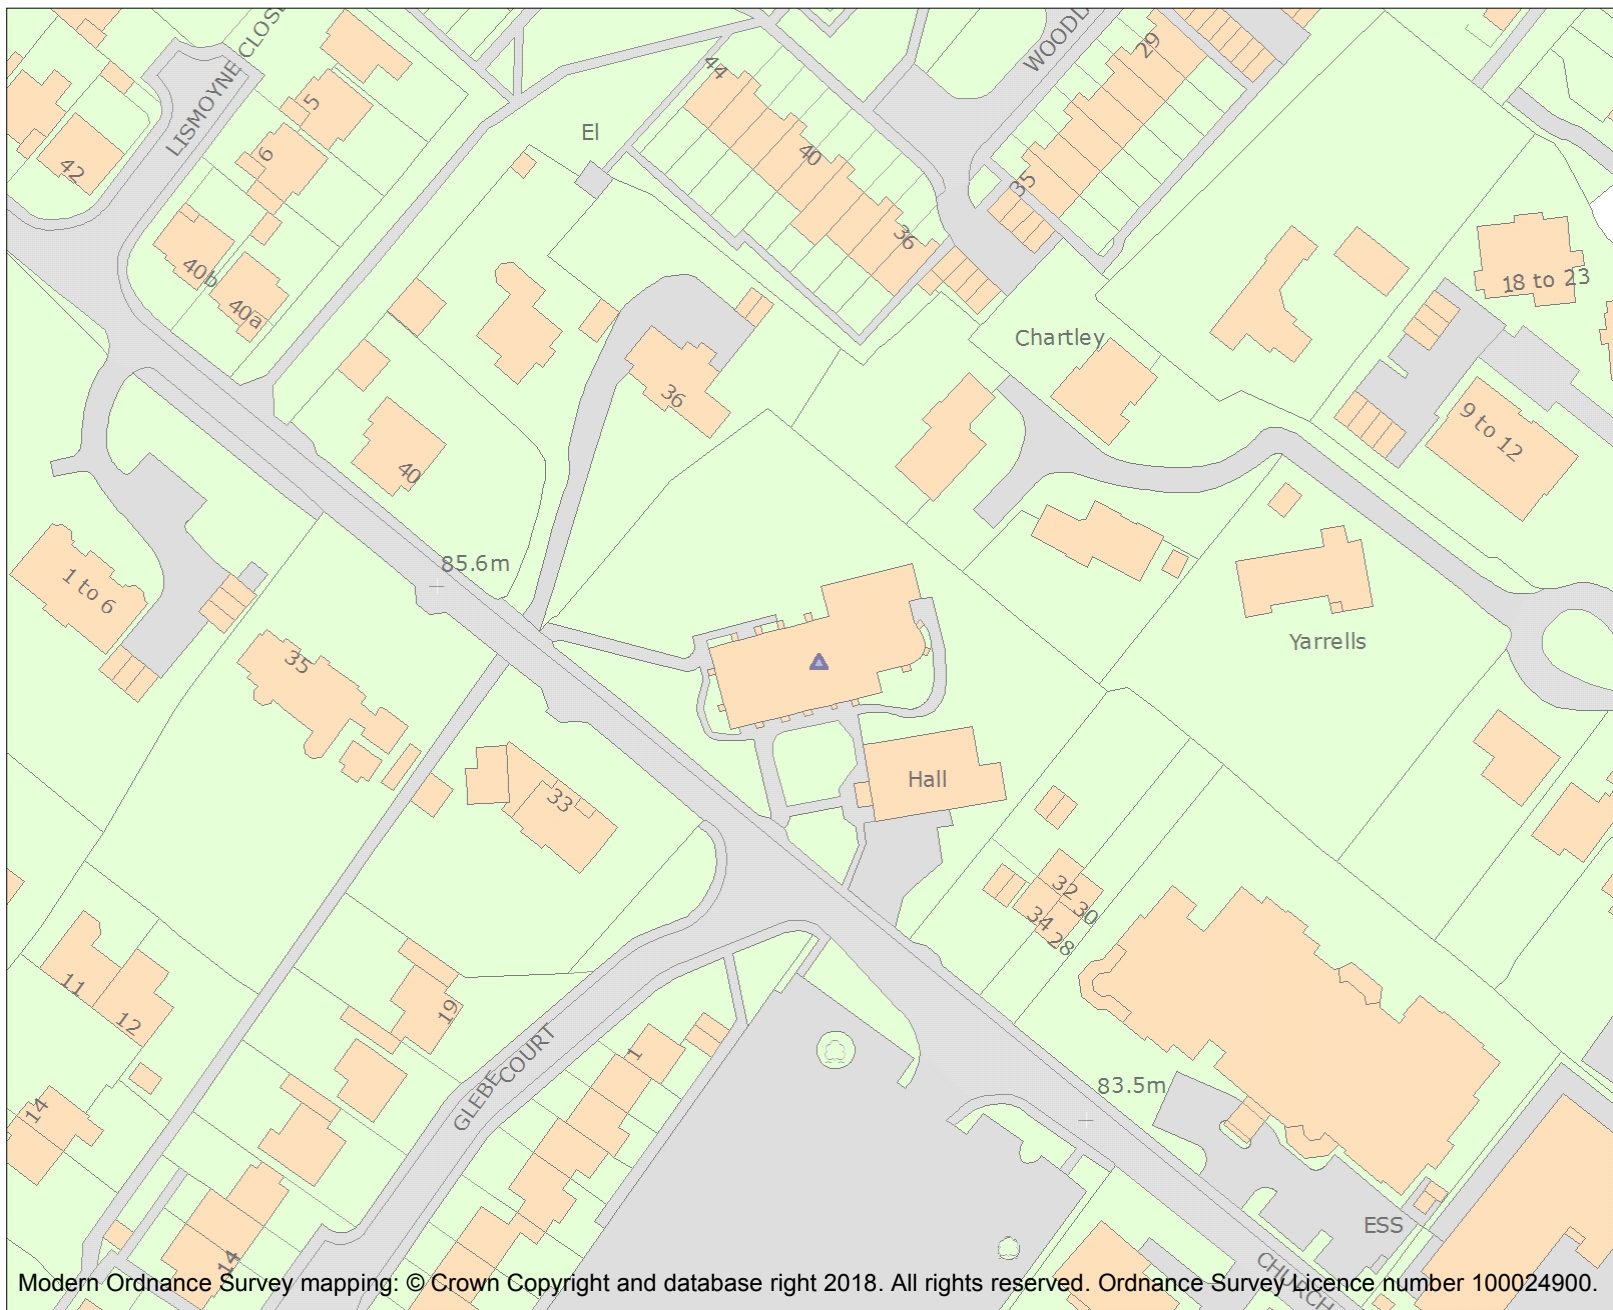 LISMOYNE CLOSE
WOODL
29
44
5
El
6
40
42
35
36
40b
18 to 23
40a
Chartley
36
9 to 12
40
85.6m
1 to 6
Yarrells
35
Hall
33
32
30
34
28
11
19
12
COURT
GLEBE
1
83.5m
14
ESS
14
CHURCH
Modern Ordnance Survey mapping: © Crown Copyright and database right 2018. All rights reserved. Ordnance Survey Licence number 100024900.